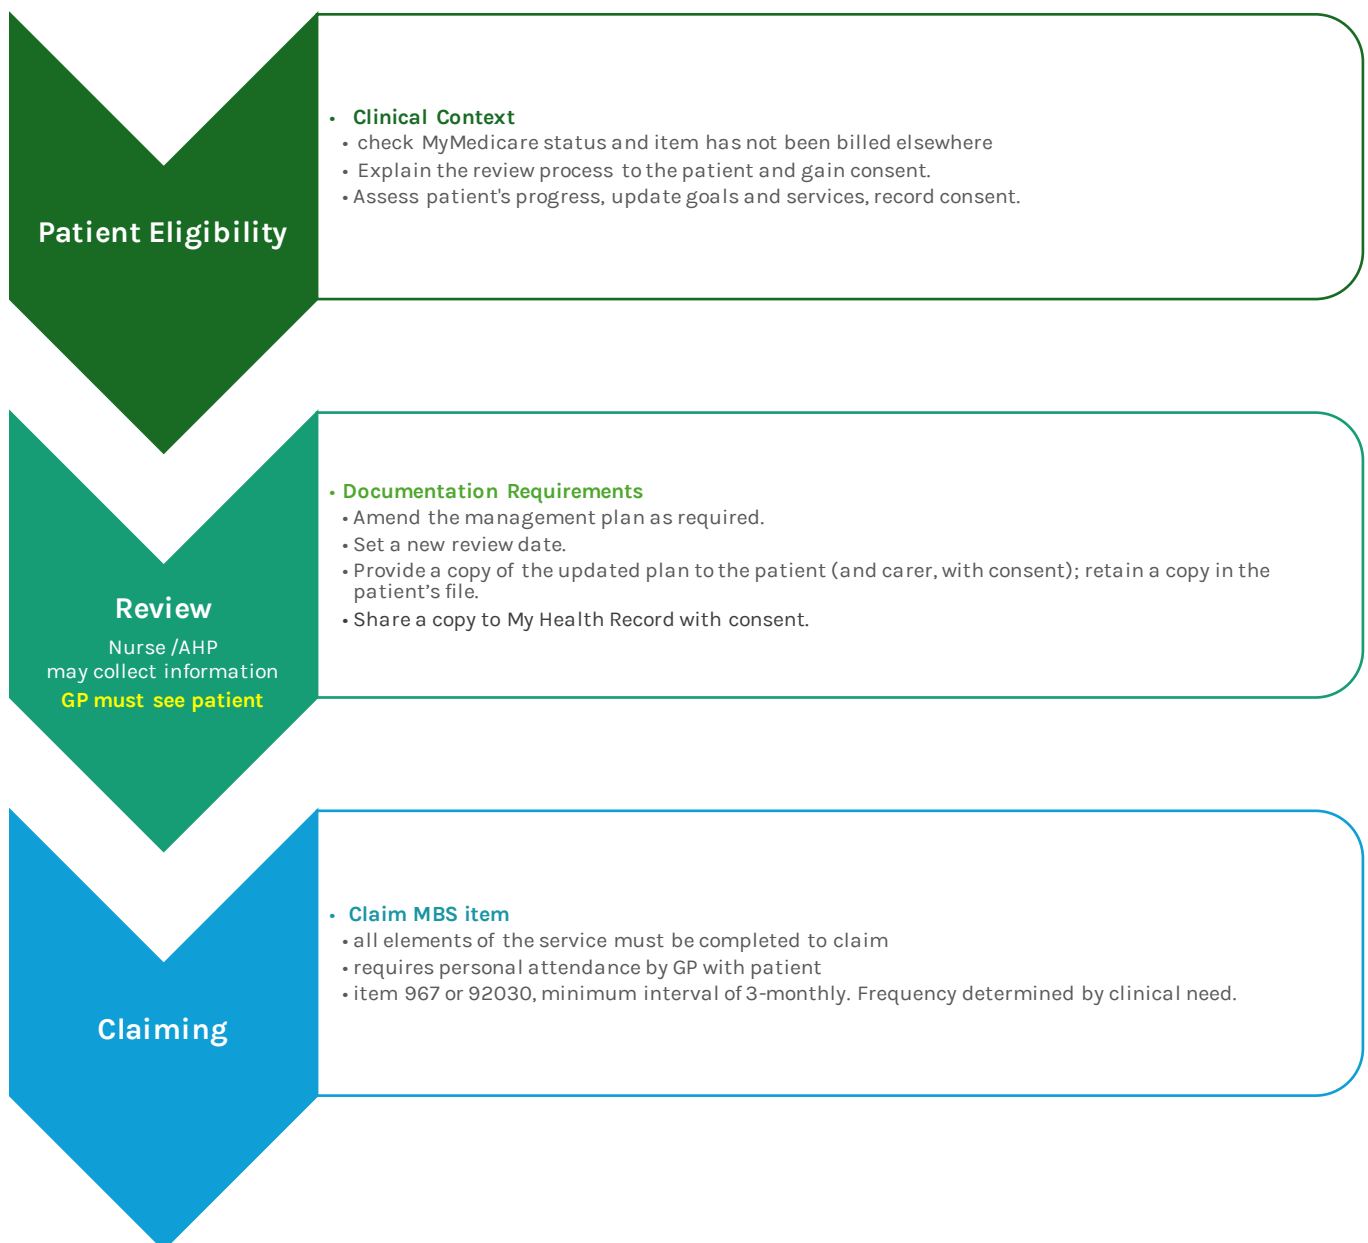 Patient Eligibility
• Clinical Context
• check MyMedicare status and item has not been billed elsewhere
• Explain the review process to the patient and gain consent.
• Assess patient's progress, update goals and services, record consent.
Review
Nurse /AHP
may collect information
GP must see patient
• Documentation Requirements
• Amend the management plan as required.
• Set a new review date.
• Provide a copy of the updated plan to the patient (and carer, with consent); retain a copy in the
patient’s file.
• Share a copy to My Health Record with consent.
Claiming
• Claim MBS item
• all elements of the service must be completed to claim
• requires personal attendance by GP with patient
• item 967 or 92030, minimum interval of 3-monthly. Frequency determined by clinical need.